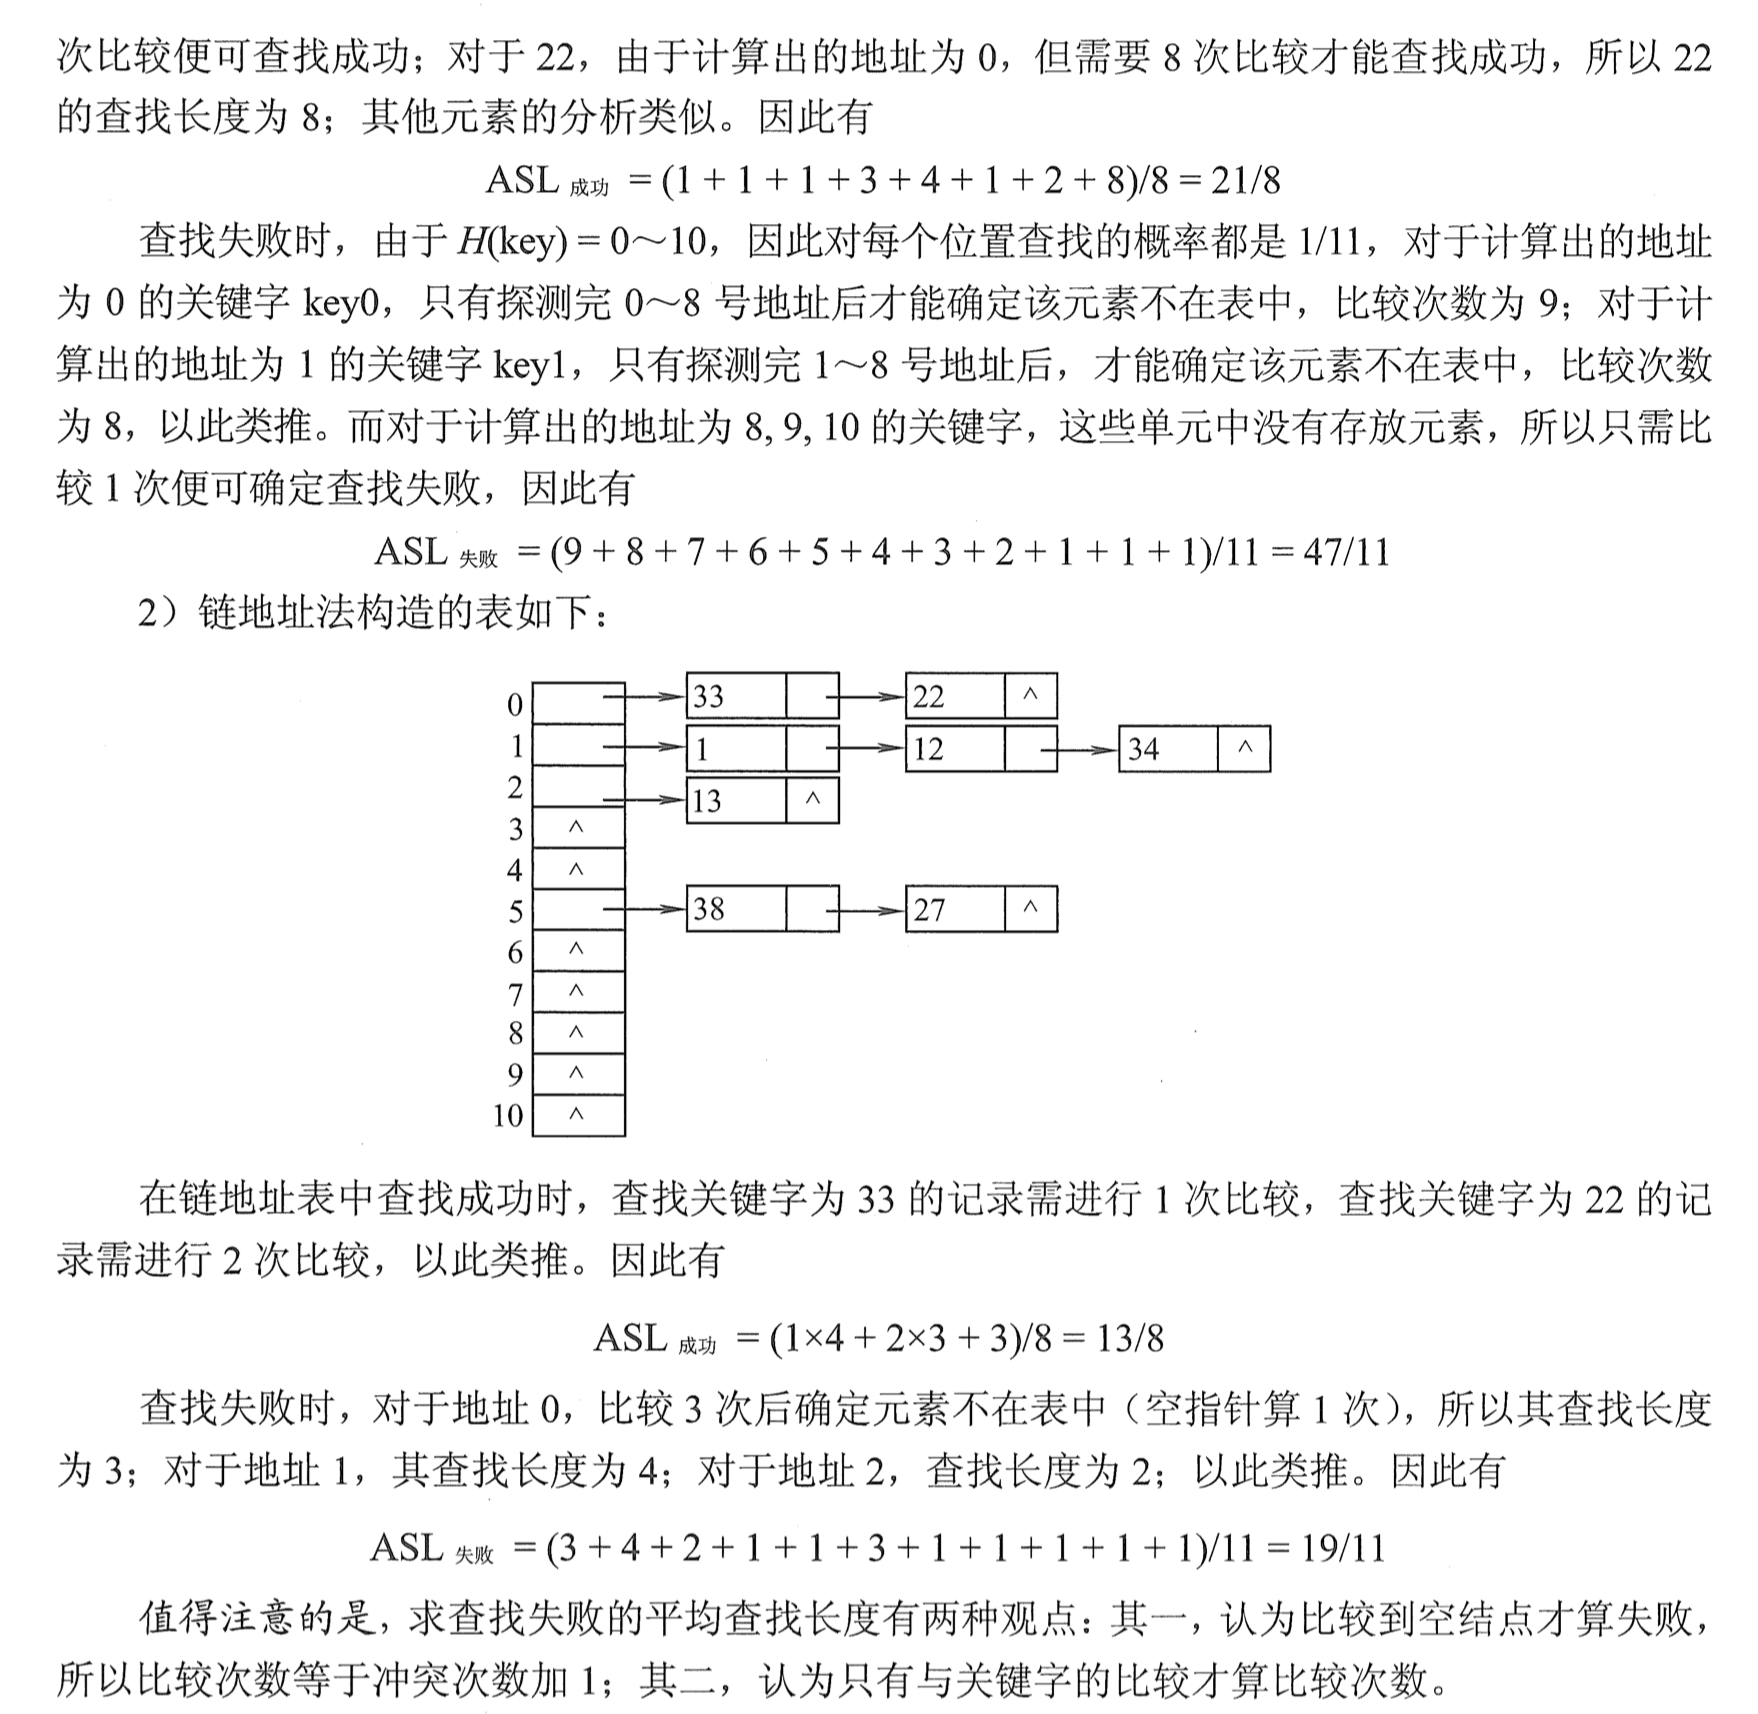 次比较便可查找成功；对于 22，由于计算出的地址为 0，但需要 8 次比较才能查找成功，所以 22
的查找长度为 8；其他元素的分析类似。因此有
ASL 成功 = (1 + 1 + 1 + 3 + 4 + 1 + 2 + 8)/8 = 21/8
查找失败时，由于 H(key) = 0～10，因此对每个位置查找的概率都是 1/11，对于计算出的地址
为 0 的关键字 key0，只有探测完 0～8 号地址后才能确定该元素不在表中，比较次数为 9；对于计
算出的地址为 1 的关键字 key1，只有探测完 1～8 号地址后，才能确定该元素不在表中，比较次数
为 8，以此类推。而对于计算出的地址为 8, 9, 10 的关键字，这些单元中没有存放元素，所以只需比
较 1 次便可确定查找失败，因此有
ASL 失败 = (9 + 8 + 7 + 6 + 5 + 4 + 3 + 2 + 1 + 1 + 1)/11 = 47/11
2）链地址法构造的表如下：
0 33 22 ^
1 1 12 34 ^
2 13 ^
3 ^
4 ^
5 38 27 ^
6 ^
7 ^
8 ^
9 ^
10 ^
在链地址表中查找成功时，查找关键字为 33 的记录需进行 1 次比较，查找关键字为 22 的记
录需进行 2 次比较，以此类推。因此有
ASL 成功 = (1×4 + 2×3 + 3)/8 = 13/8
查找失败时，对于地址 0，比较 3 次后确定元素不在表中（空指针算 1 次），所以其查找长度
为 3；对于地址 1，其查找长度为 4；对于地址 2，查找长度为 2；以此类推。因此有
ASL 失败 = (3 + 4 + 2 + 1 + 1 + 3 + 1 + 1 + 1 + 1 + 1)/11 = 19/11
值得注意的是，求查找失败的平均查找长度有两种观点：其一，认为比较到空结点才算失败，
所以比较次数等于冲突次数加 1；其二，认为只有与关键字的比较才算比较次数。